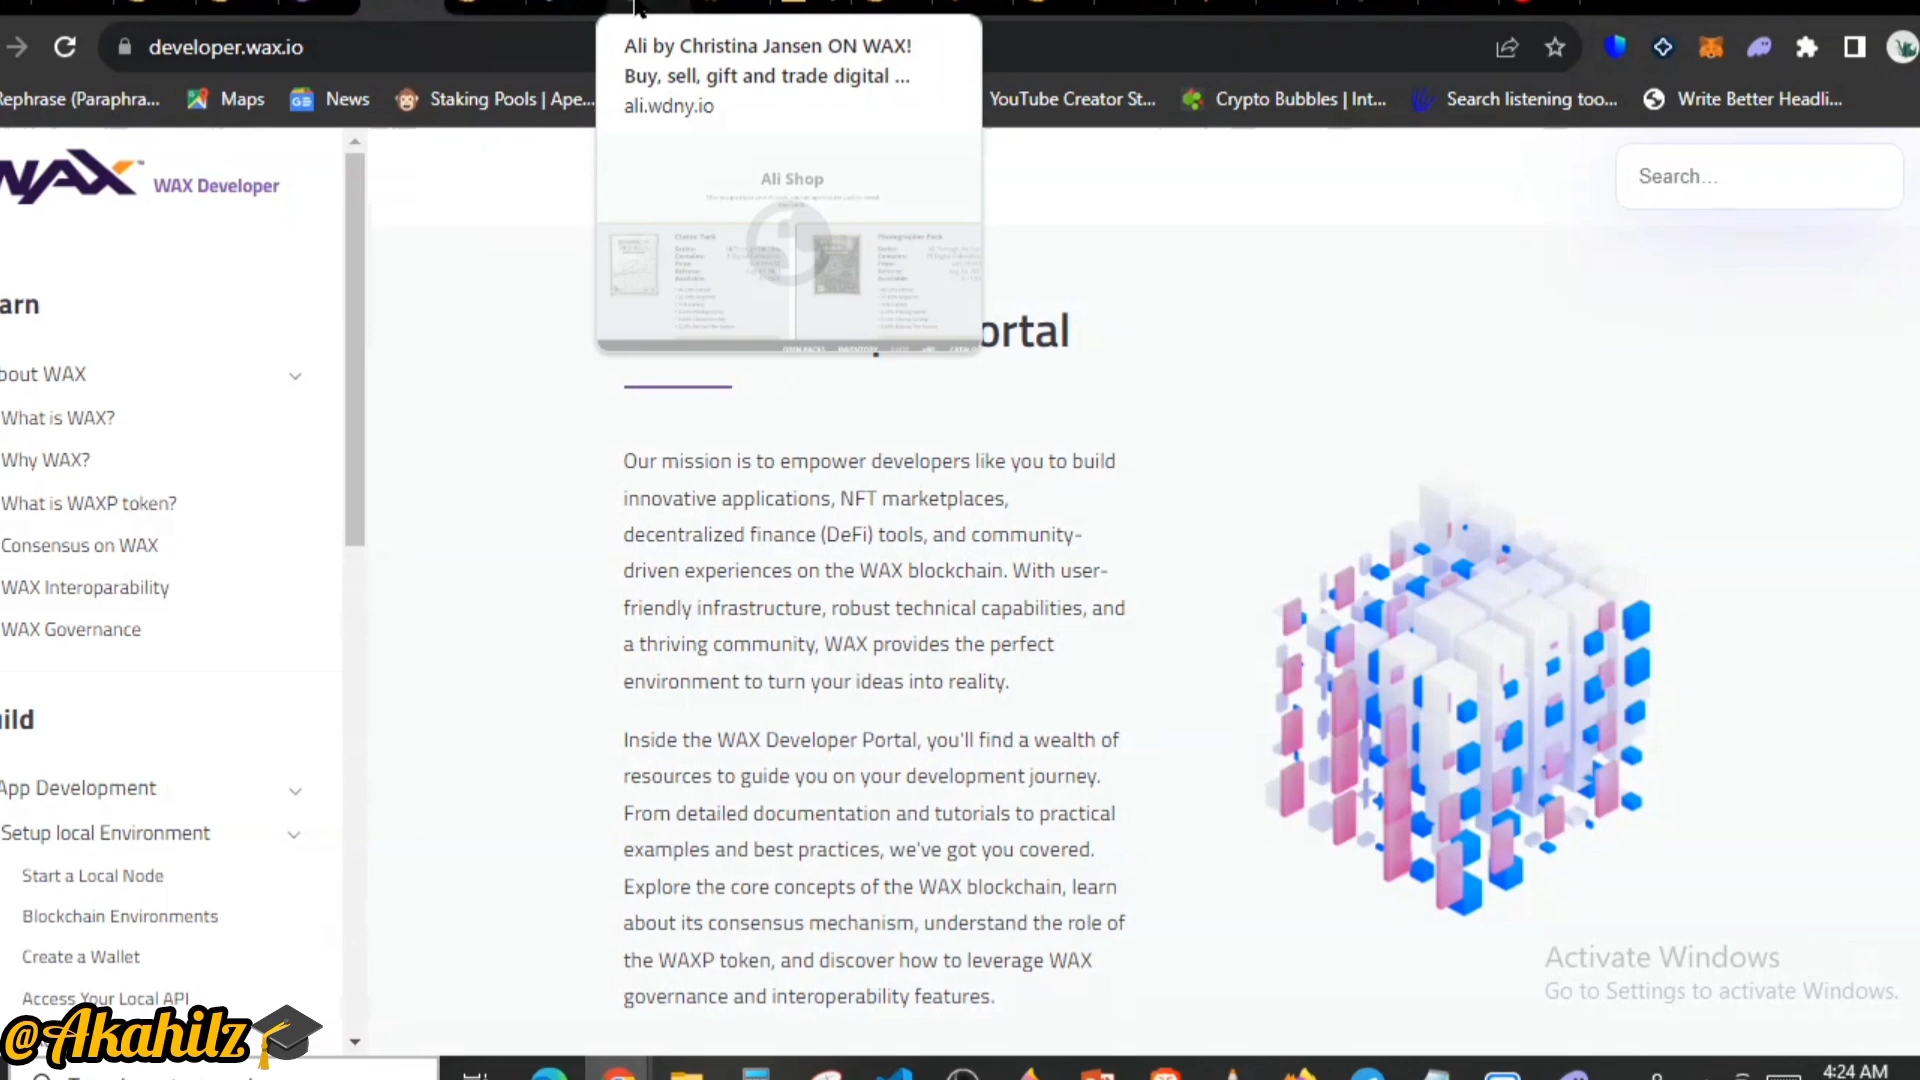 developer.wax.io
Ali by Christina Jansen ON WAX!
Buy, sell, gift and trade digital ...
ali.wdny.io
Rephrase (Paraphra...
Maps
News
Staking Pools | Ape...
YouTube Creator St...
Crypto Bubbles | Int...
Search listening too...
Write Better Headli...
WAX
WAX Developer
Search...
Ali Shop
Classic Pack
Photographer Pack
OPEN PACKS INVENTORY
arn
ortal
bout WAX
What is WAX?
Why WAX?
What is WAXP token?
Consensus on WAX
WAX Interoparability
WAX Governance
ild
App Development
Setup local Environment
Start a Local Node
Blockchain Environments
Create a Wallet
Access Your Local API
Our mission is to empower developers like you to build
innovative applications, NFT marketplaces,
decentralized finance (DeFi) tools, and community-
driven experiences on the WAX blockchain. With user-
friendly infrastructure, robust technical capabilities, and
a thriving community, WAX provides the perfect
environment to turn your ideas into reality.
Inside the WAX Developer Portal, you'll find a wealth of
resources to guide you on your development journey.
From detailed documentation and tutorials to practical
examples and best practices, we've got you covered.
Explore the core concepts of the WAX blockchain, learn
about its consensus mechanism, understand the role of
the WAXP token, and discover how to leverage WAX
governance and interoperability features.
Activate Windows
Go to Settings to activate Windows.
@Akahilz
4:24 AM